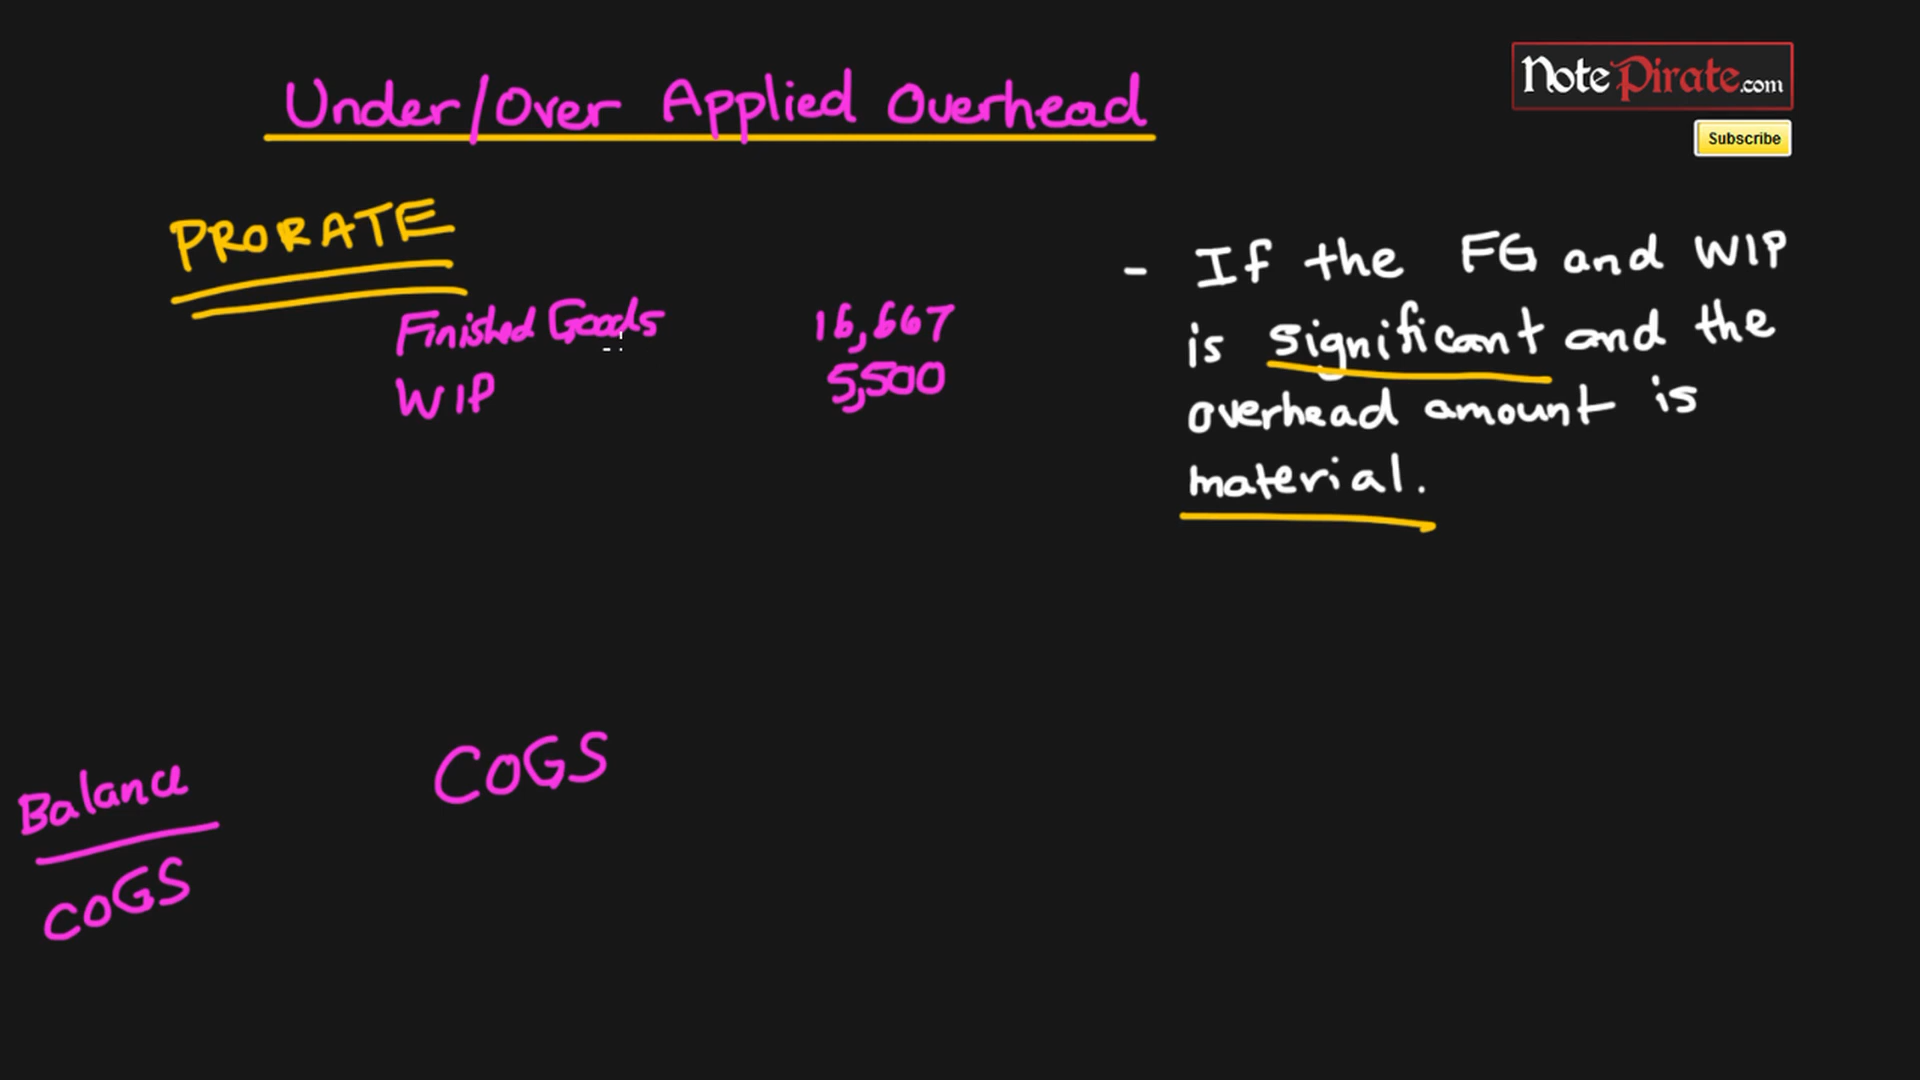 Under/Over Applied Overhead
NotePirate.com
Subscribe
PRORATE
Finished Goods 16,667
WIP 5,500
- If the FG and WIP
is significant and the
overhead amount is
material.
Balance
COGS
COGS